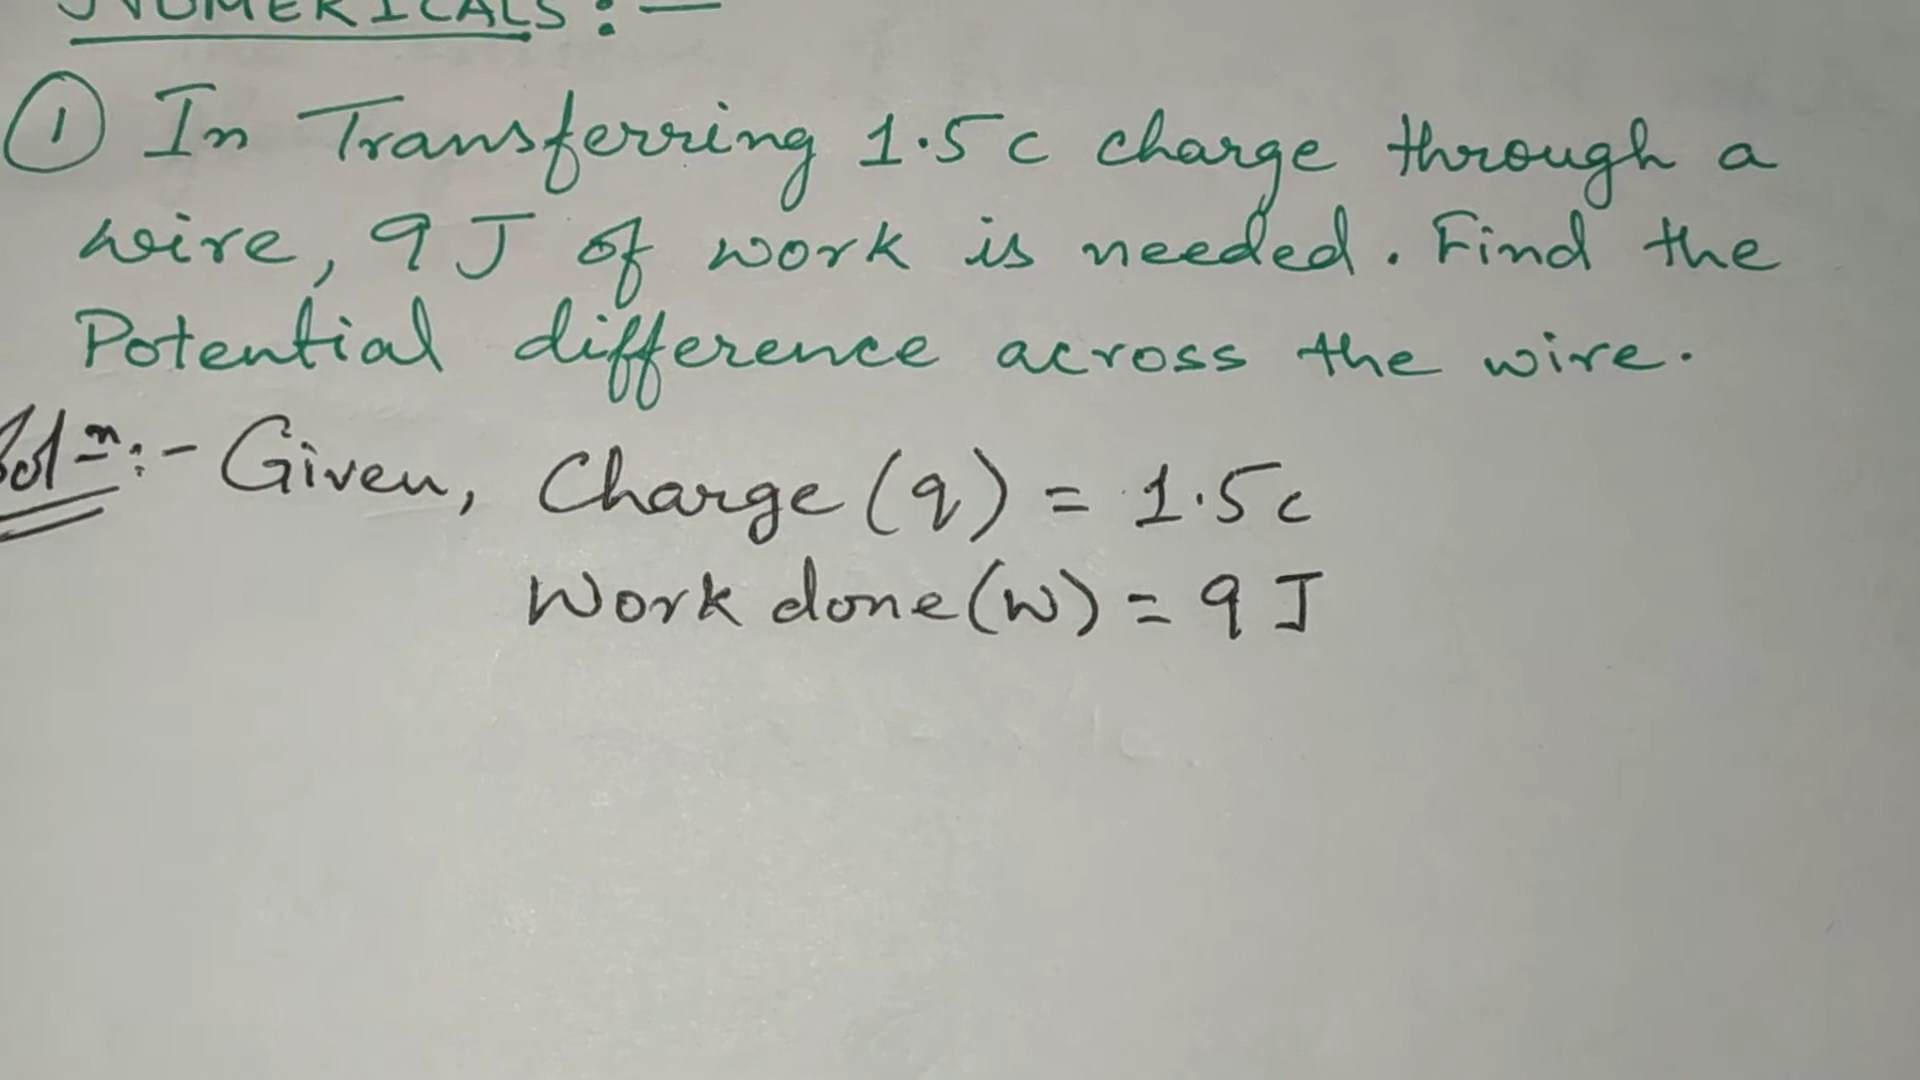 NUMERICALS:—
① In Transferring 1.5c charge through a
wire, 9 J of work is needed. Find the
Potential difference across the wire.
Solⁿ:- Given, Charge (q) = 1.5c
Work done (w) = 9 J